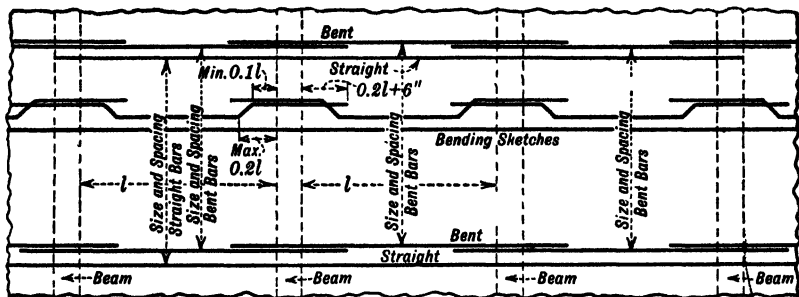 Bent
Min. 0.1l
Straight
0.2l+6"
Max.
0.2l
Bending Sketches
l
l
Size and Spacing
Straight Bars
Size and Spacing
Bent Bars
Size and Spacing
Bent Bars
Size and Spacing
Bent Bars
Bent
Straight
Beam
Beam
Beam
Beam